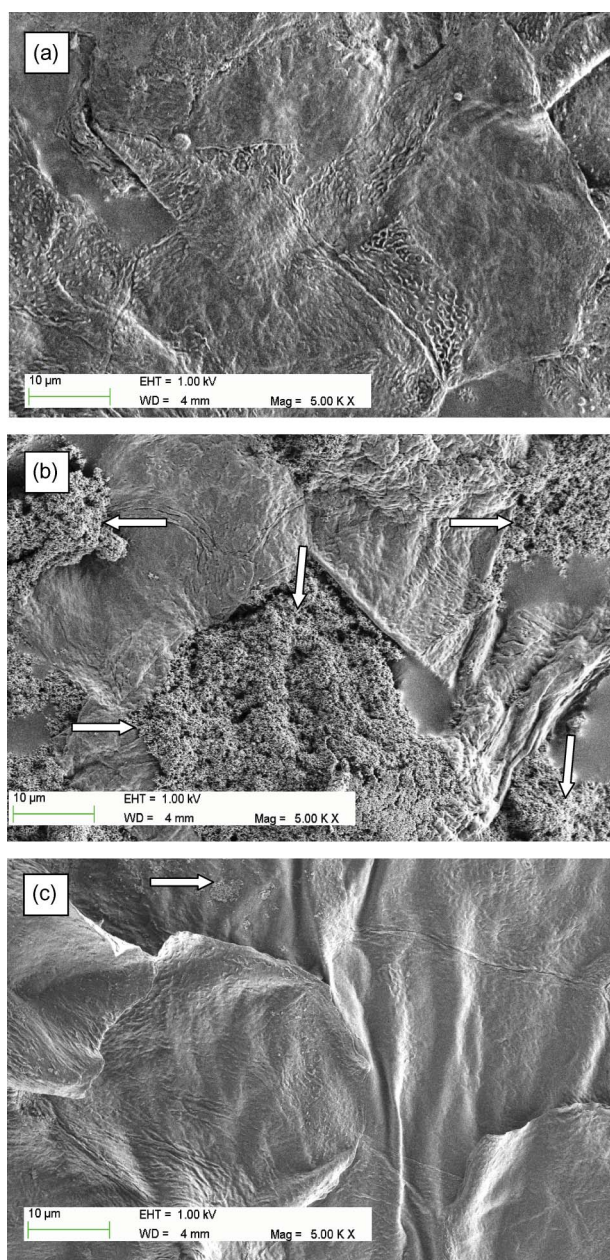 (a)
10 µm EHT = 1.00 kV
WD = 4 mm Mag = 5.00 K X
(b)
10 µm EHT = 1.00 kV
WD = 4 mm Mag = 5.00 K X
(c)
10 µm EHT = 1.00 kV
WD = 4 mm Mag = 5.00 K X